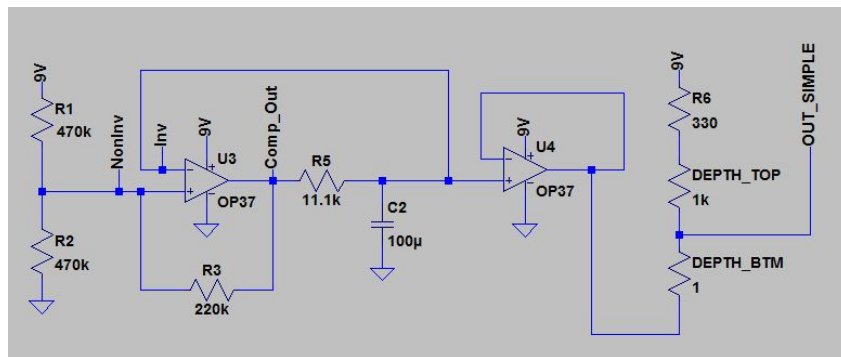 9V
R1
470k
NonInv
Inv
R2
470k
R3
220k
9V
U3
OP37
Comp_Out
R5
11.1k
C2
100µ
9V
U4
OP37
9V
R6
330
DEPTH_TOP
1k
DEPTH_BTM
1
OUT_SIMPLE